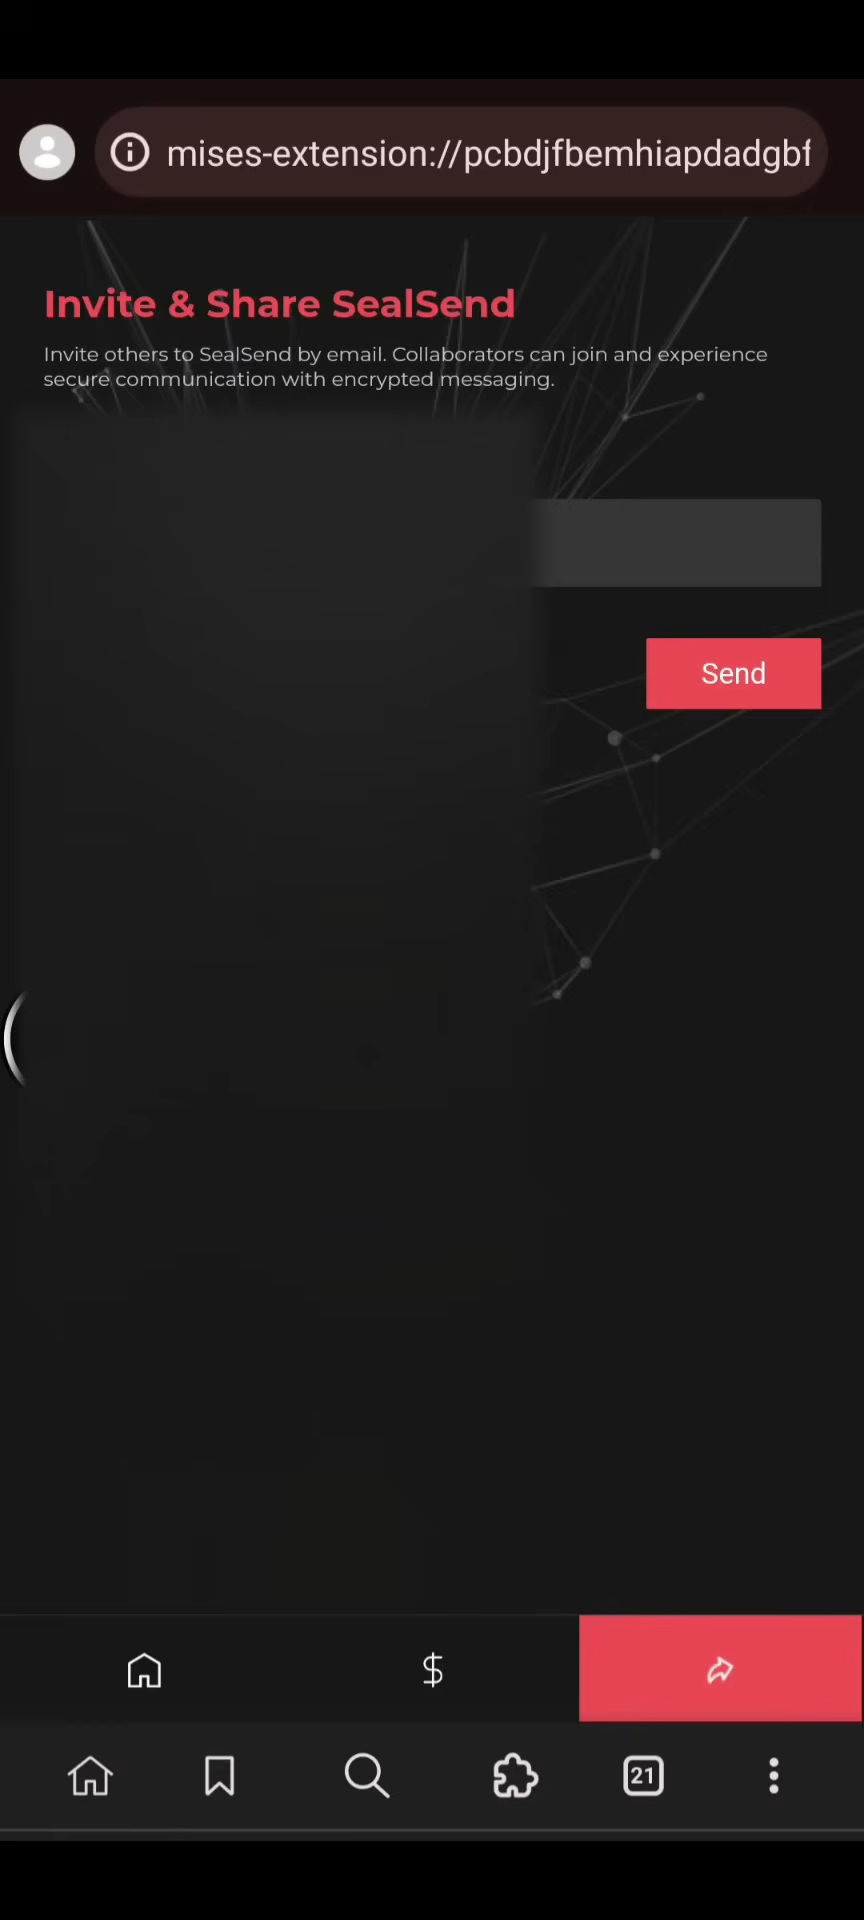 mises-extension://pcbdjfbemhiapdadgbf
Invite & Share SealSend
Invite others to SealSend by email. Collaborators can join and experience
secure communication with encrypted messaging.
Send
$
21